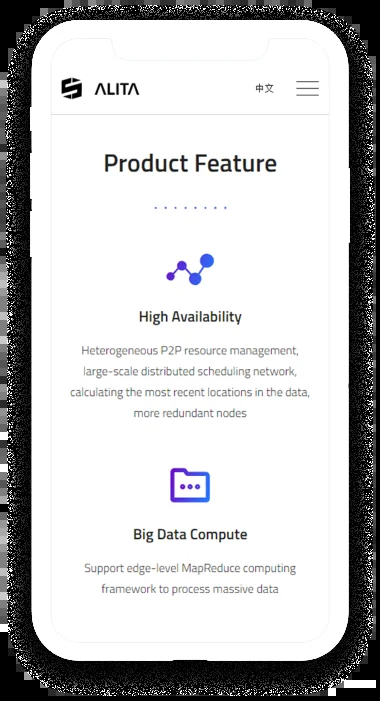 ALITA
中文
Product Feature
High Availability
Heterogeneous P2P resource management,
large-scale distributed scheduling network,
calculating the most recent locations in the data,
more redundant nodes
Big Data Compute
Support edge-level MapReduce computing
framework to process massive data